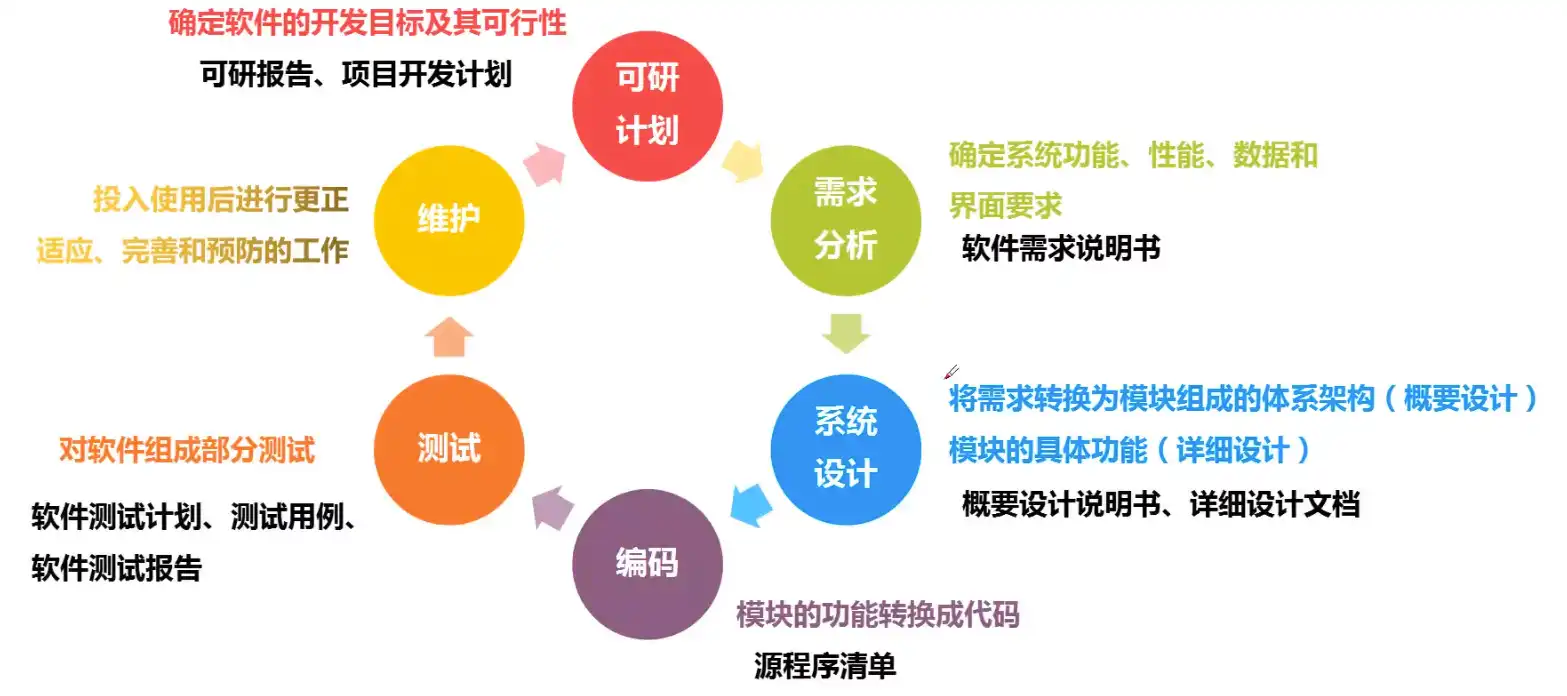 确定软件的开发目标及其可行性
可研报告、项目开发计划
可研
计划
需求
分析
确定系统功能、性能、数据和
界面要求
软件需求说明书
系统
设计
将需求转换为模块组成的体系架构（概要设计）
模块的具体功能（详细设计）
概要设计说明书、详细设计文档
编码
模块的功能转换成代码
源程序清单
测试
对软件组成部分测试
软件测试计划、测试用例、
软件测试报告
维护
投入使用后进行更正
适应、完善和预防的工作